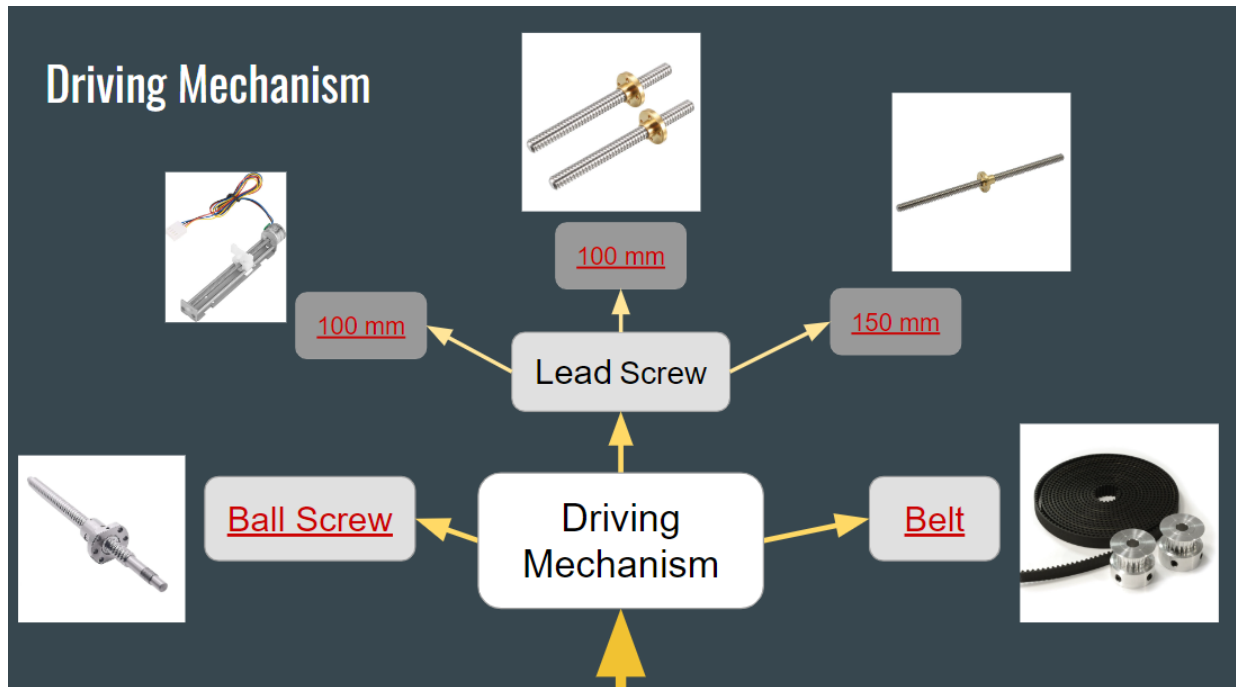 Driving Mechanism
100 mm
100 mm
150 mm
Lead Screw
Ball Screw
Driving
Mechanism
Belt